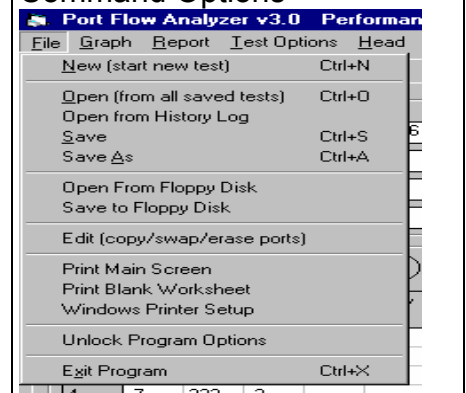 Command Options
Port Flow Analyzer v3.0 Performan
File Graph Report Test Options Head
New (start new test) Ctrl+N
Open (from all saved tests) Ctrl+O
Open from History Log
Save Ctrl+S
Save As Ctrl+A
Open From Floppy Disk
Save to Floppy Disk
Edit (copy/swap/erase ports)
Print Main Screen
Print Blank Worksheet
Windows Printer Setup
Unlock Program Options
Exit Program Ctrl+X